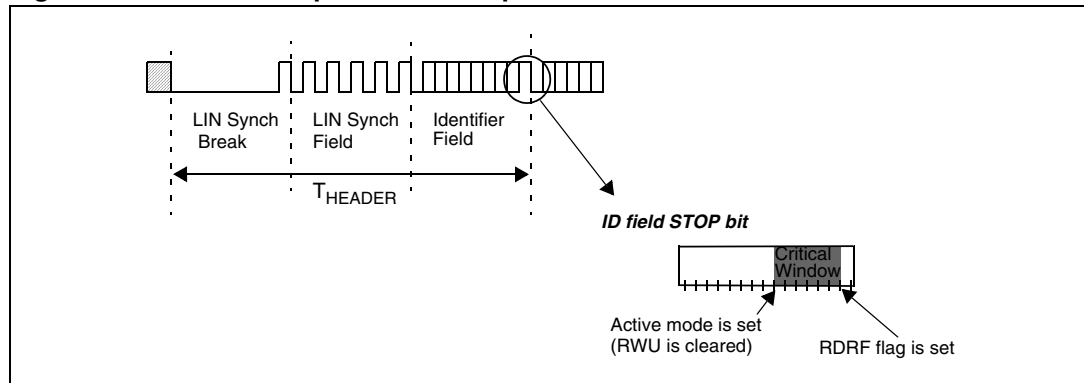 LIN Synch
Break
LIN Synch
Field
Identifier
Field
THEADER
ID field STOP bit
Critical
Window
Active mode is set
(RWU is cleared)
RDRF flag is set